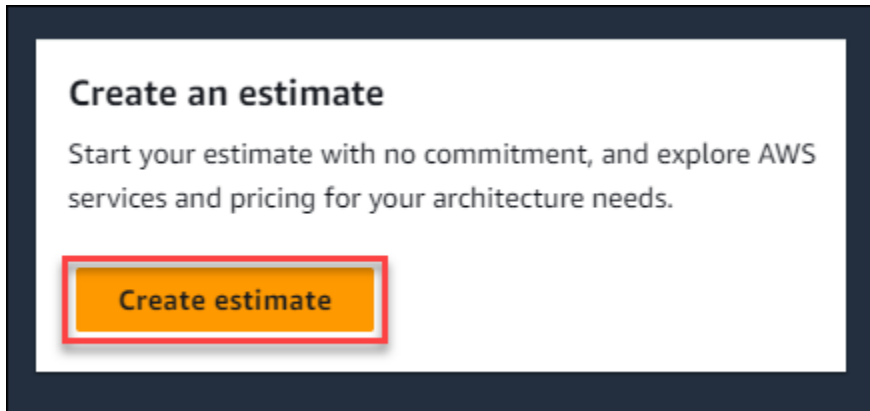 Create an estimate
Start your estimate with no commitment, and explore AWS
services and pricing for your architecture needs.
Create estimate